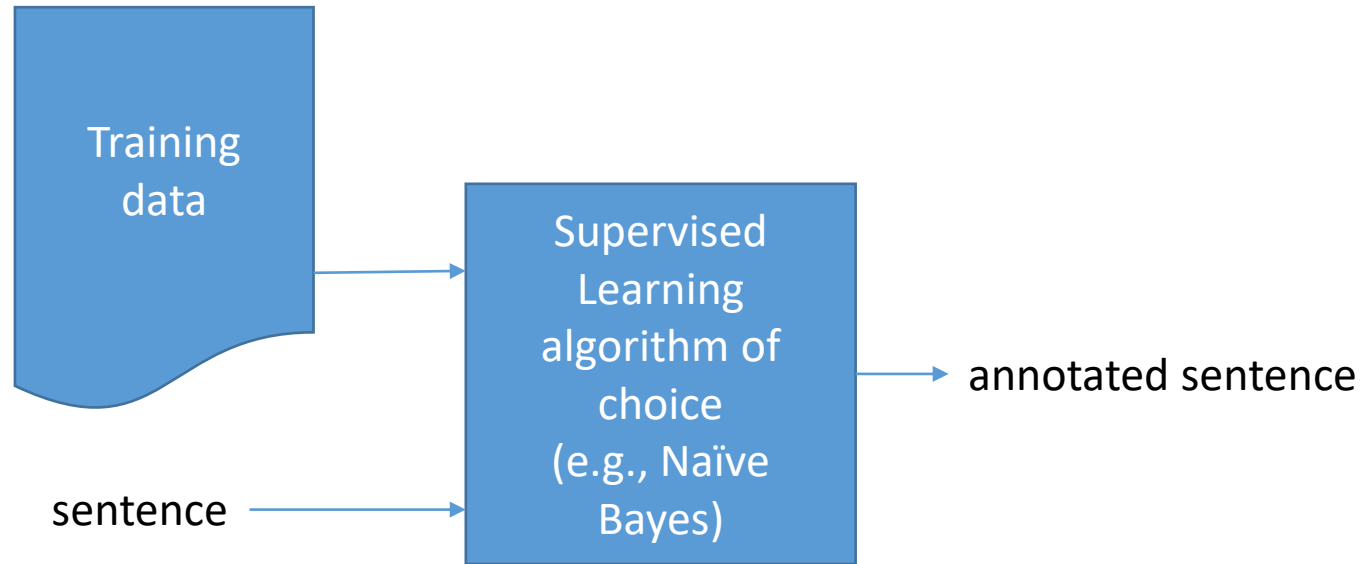 Training
data
Supervised
Learning
algorithm of
choice
(e.g., Naïve
Bayes)
annotated sentence
sentence